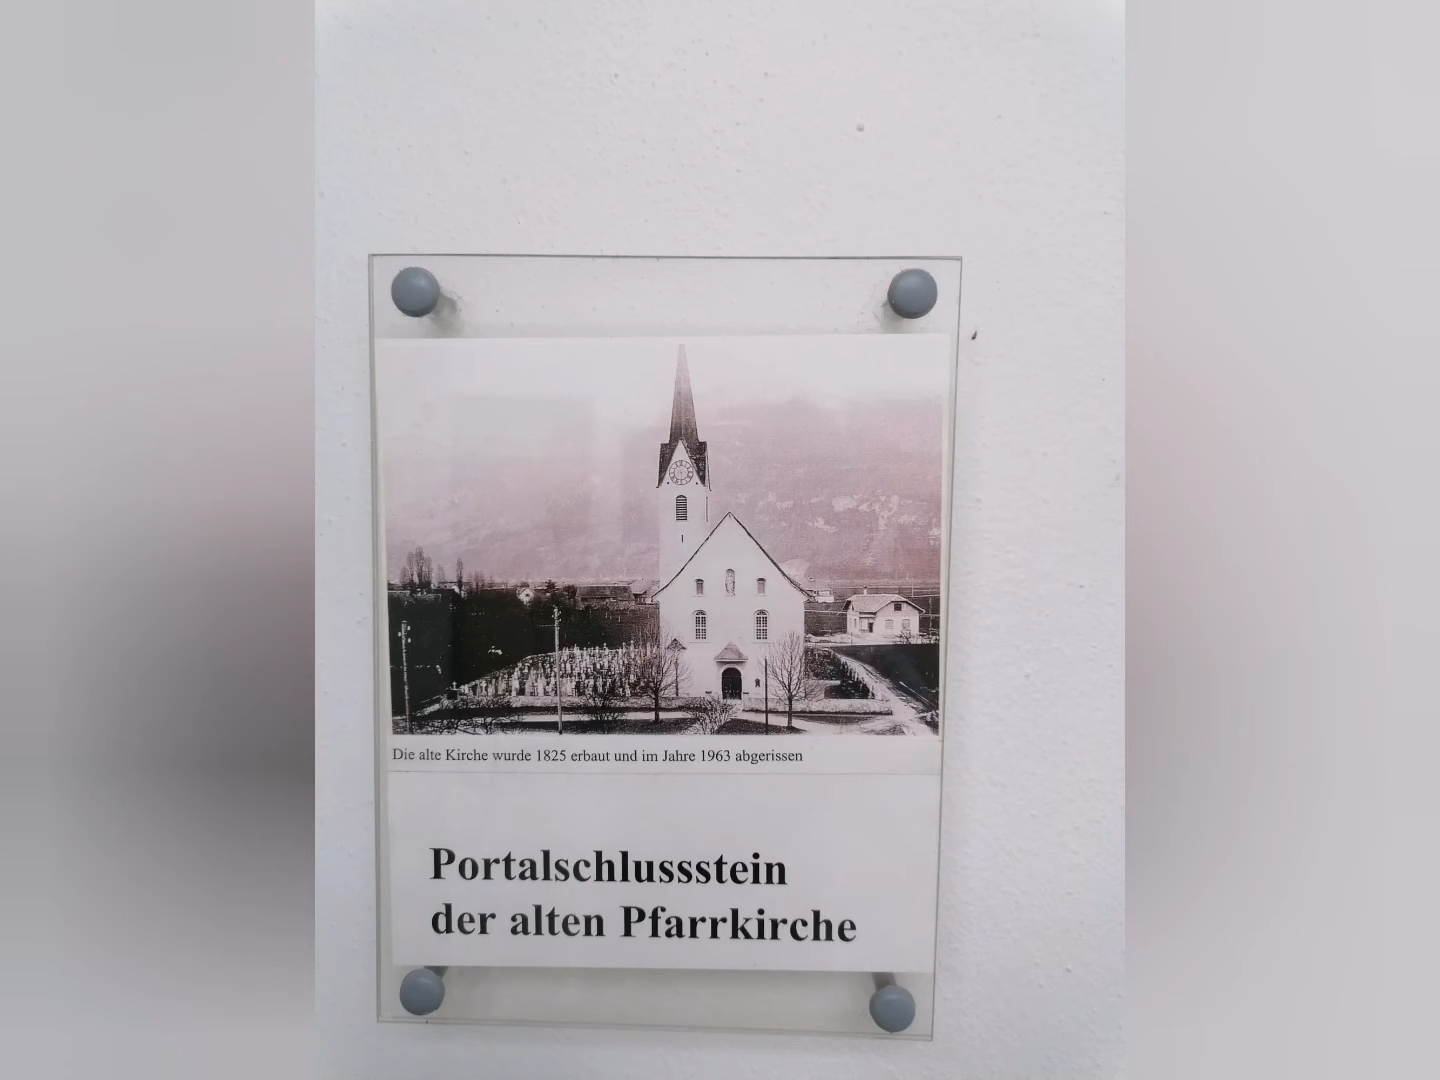 Die alte Kirche wurde 1825 erbaut und im Jahre 1963 abgerissen
Portalschlussstein
der alten Pfarrkirche